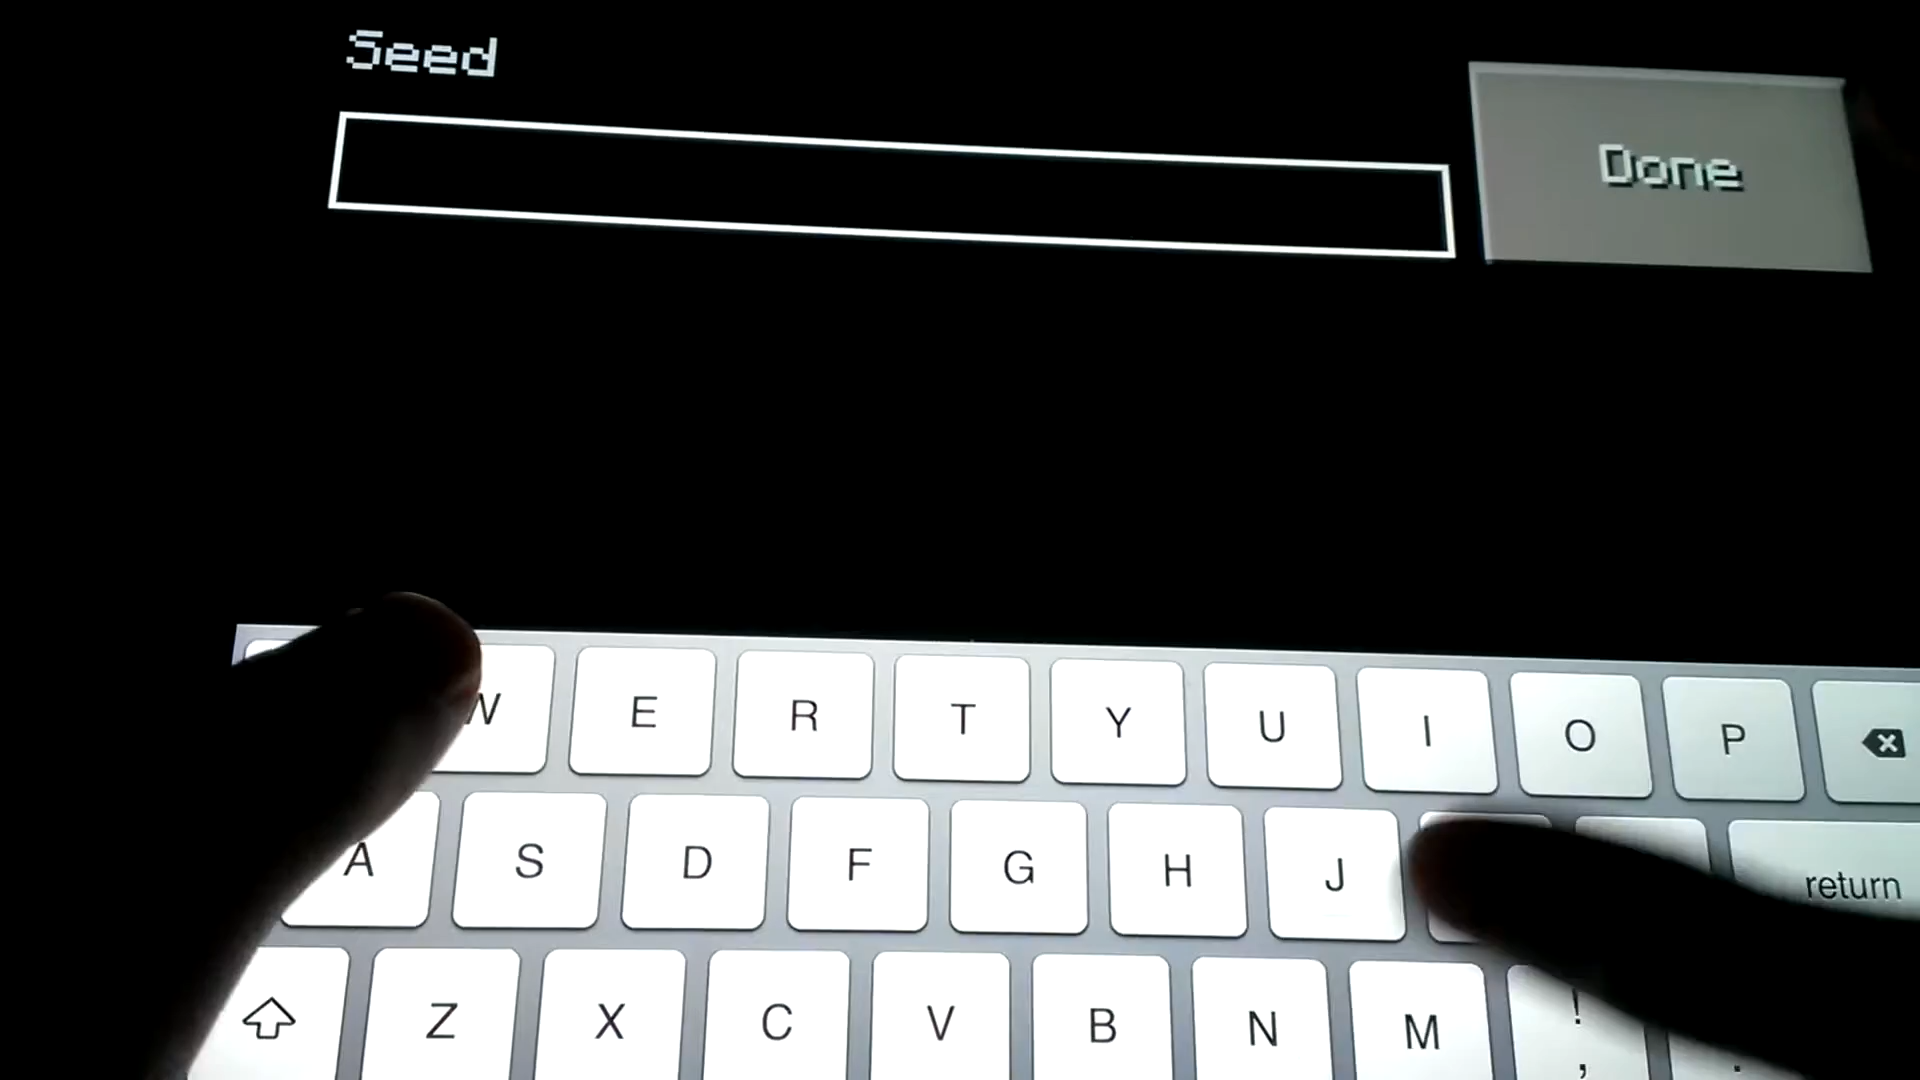 Seed
Done
W E R T Y U I O P
A S D F G H J
return
Z X C V B N M ! ,
.